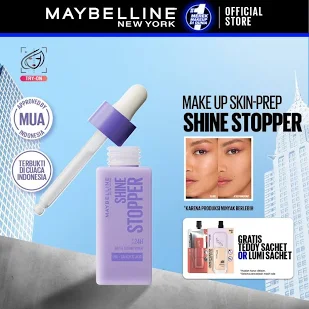 MAYBELLINE
NEW YORK
OFFICIAL
STORE
TRY-ON
APPROVED BY
MUA
INDONESIA
TERBUKTI
DI CUACA
INDONESIA
MAKE UP SKIN-PREP
SHINE STOPPER
MAYBELLINE
SHINE
STOPPER
*KARENA PRODUKSI MINYAK BERLEBIH
GRATIS
TEDDY SACHET
OR LUMI SACHET